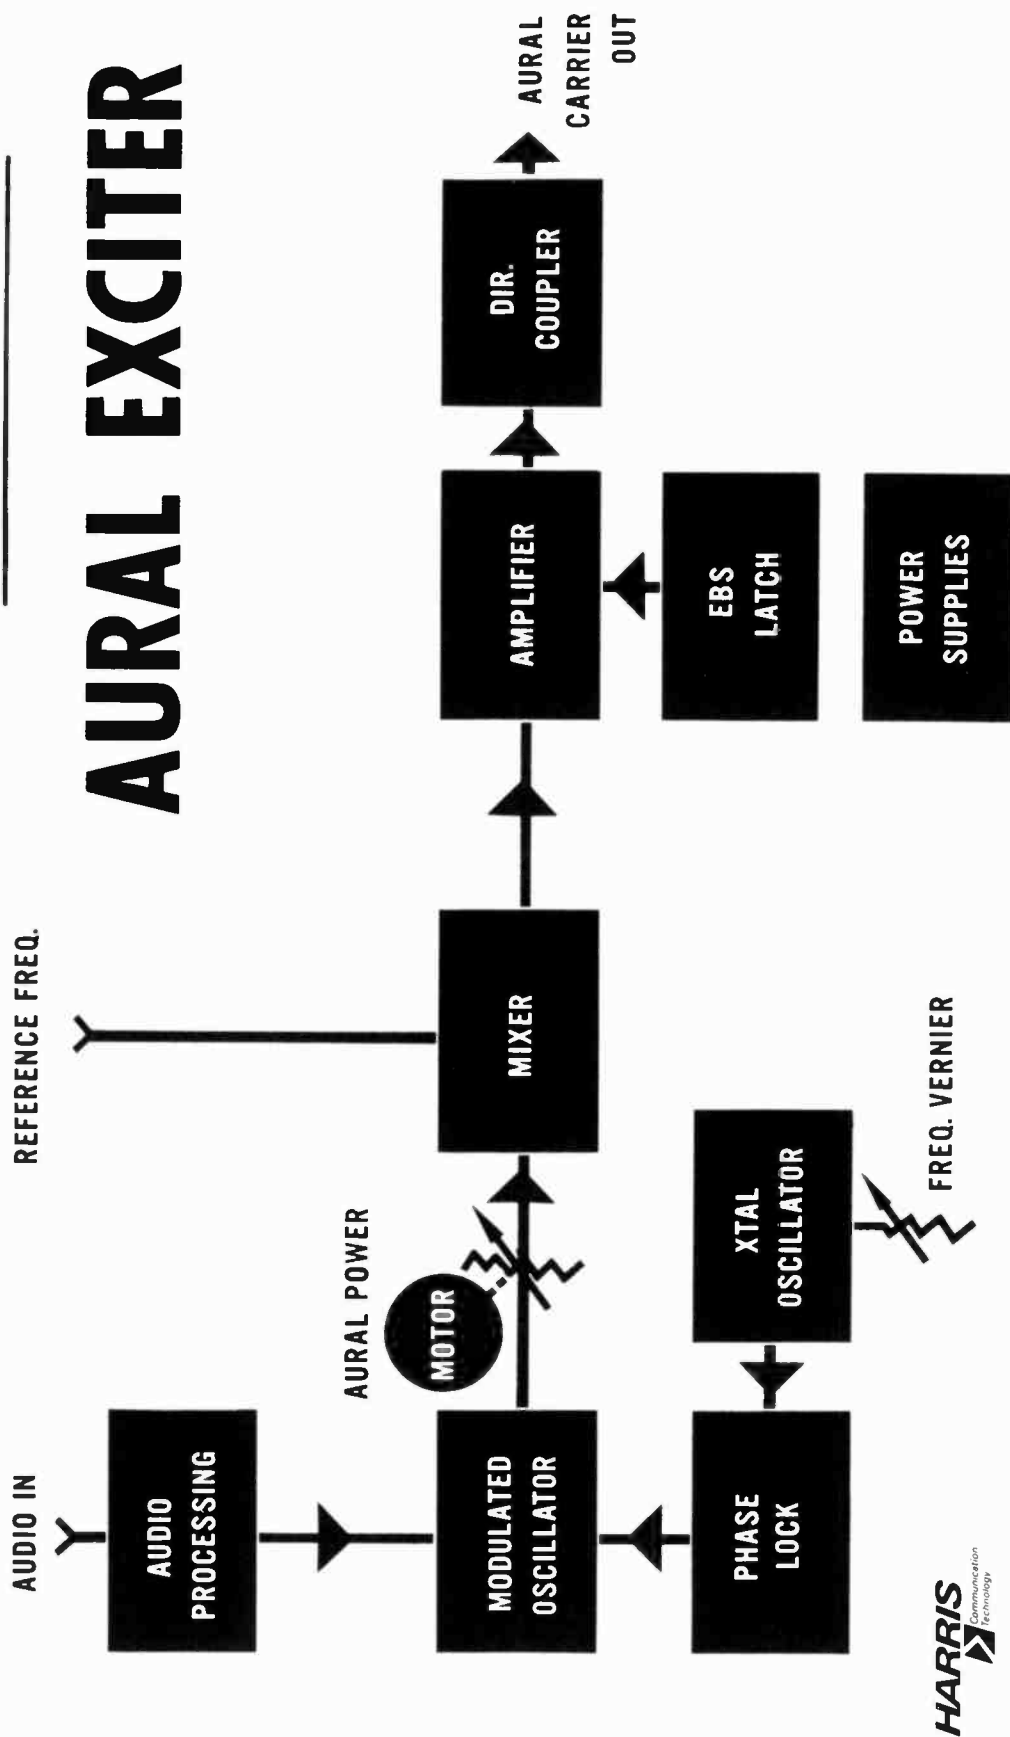 AURAL EXCITER
AUDIO IN
REFERENCE FREQ.
AUDIO
PROCESSING
AURAL POWER
MOTOR
MODULATED
OSCILLATOR
MIXER
AMPLIFIER
DIR.
COUPLER
AURAL
CARRIER
OUT
PHASE
LOCK
XTAL
OSCILLATOR
FREQ. VERNIER
EBS
LATCH
POWER
SUPPLIES
HARRIS
Communication
Technology